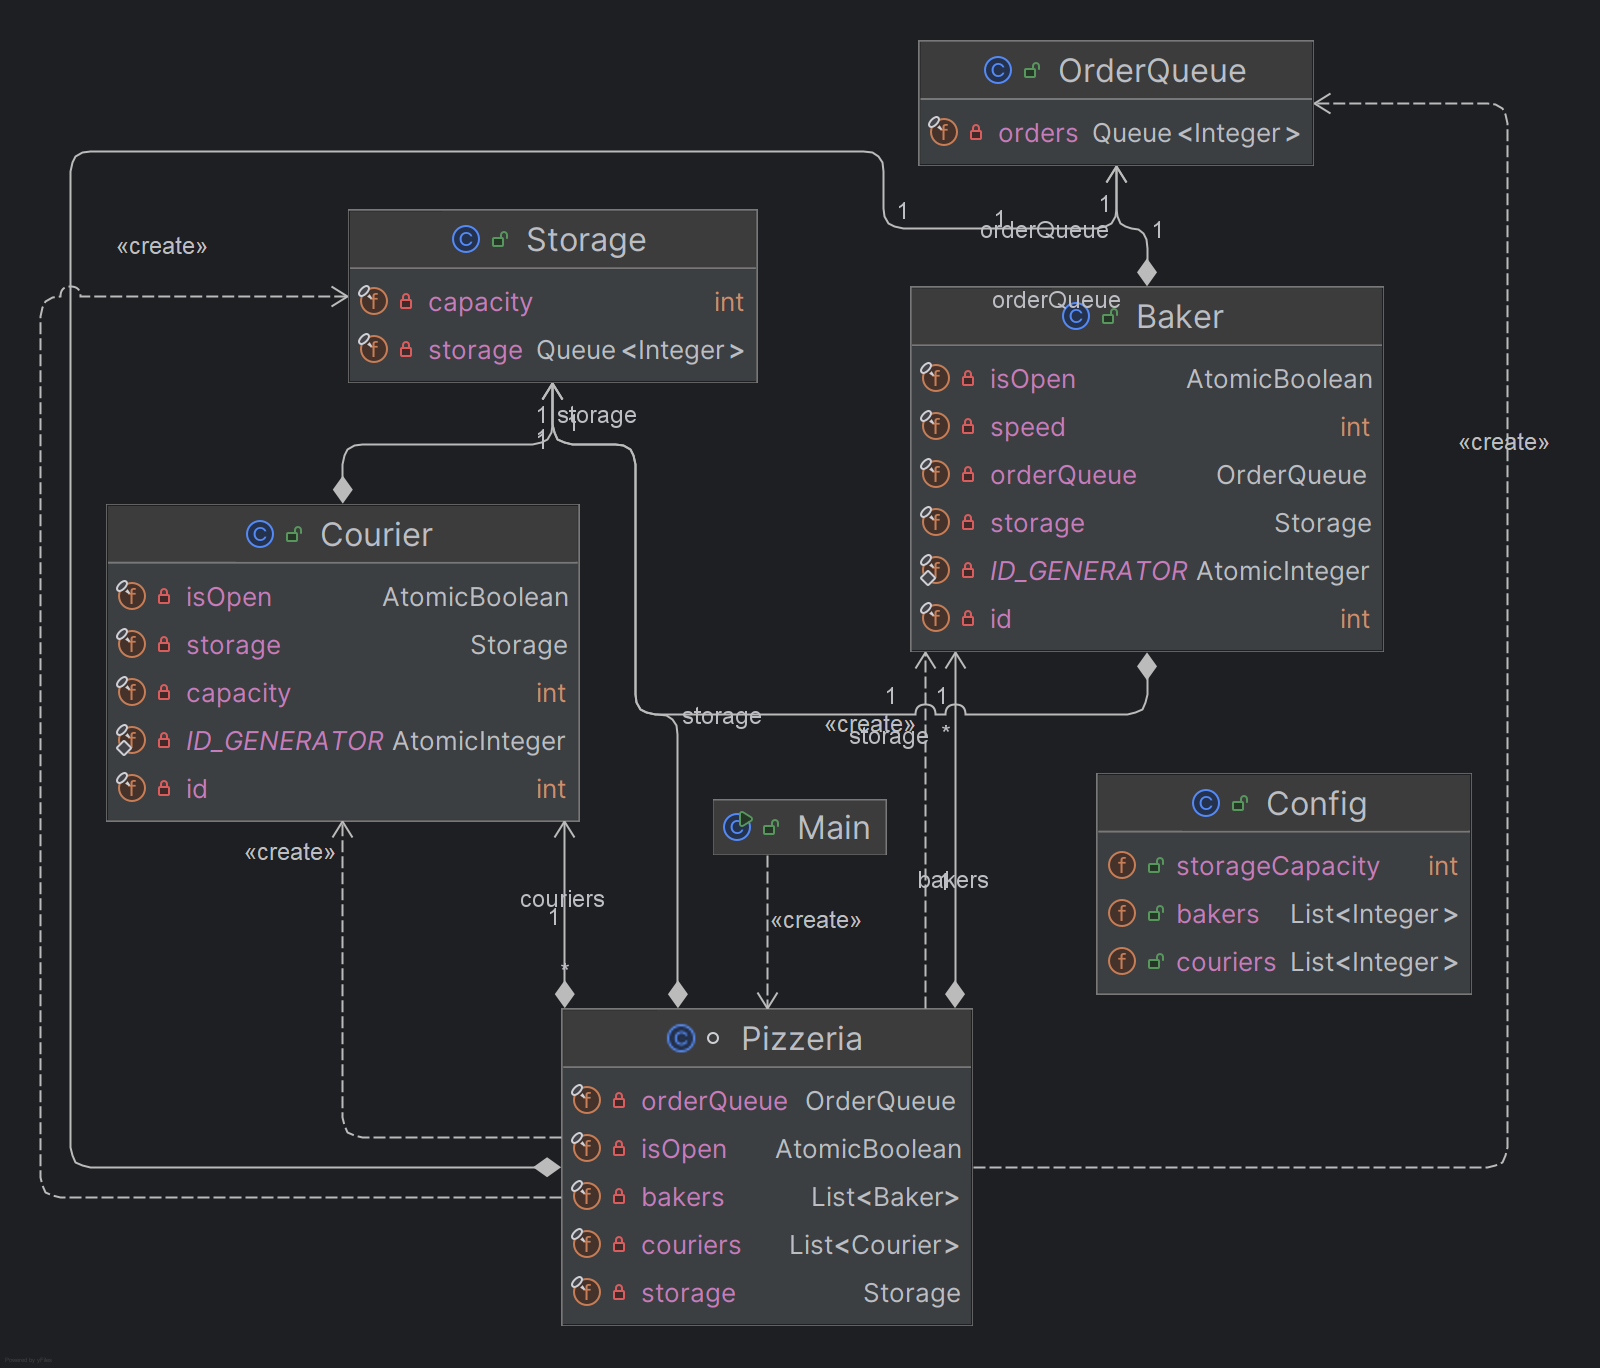 OrderQueue
orders Queue<Integer>
1
1
orderQueue
1
1
«create»
Storage
capacity int
storage Queue<Integer>
orderQueue
Baker
isOpen AtomicBoolean
speed int
orderQueue OrderQueue
storage Storage
ID_GENERATOR AtomicInteger
id int
«create»
1
storage
1
1
Courier
isOpen AtomicBoolean
storage Storage
capacity int
ID_GENERATOR AtomicInteger
id int
1
1
storage
«create»
storage
*
Main
Config
storageCapacity int
bakers List<Integer>
couriers List<Integer>
«create»
couriers
1
*
«create»
bakers
1
Pizzeria
orderQueue OrderQueue
isOpen AtomicBoolean
bakers List<Baker>
couriers List<Courier>
storage Storage
Powered by yFiles